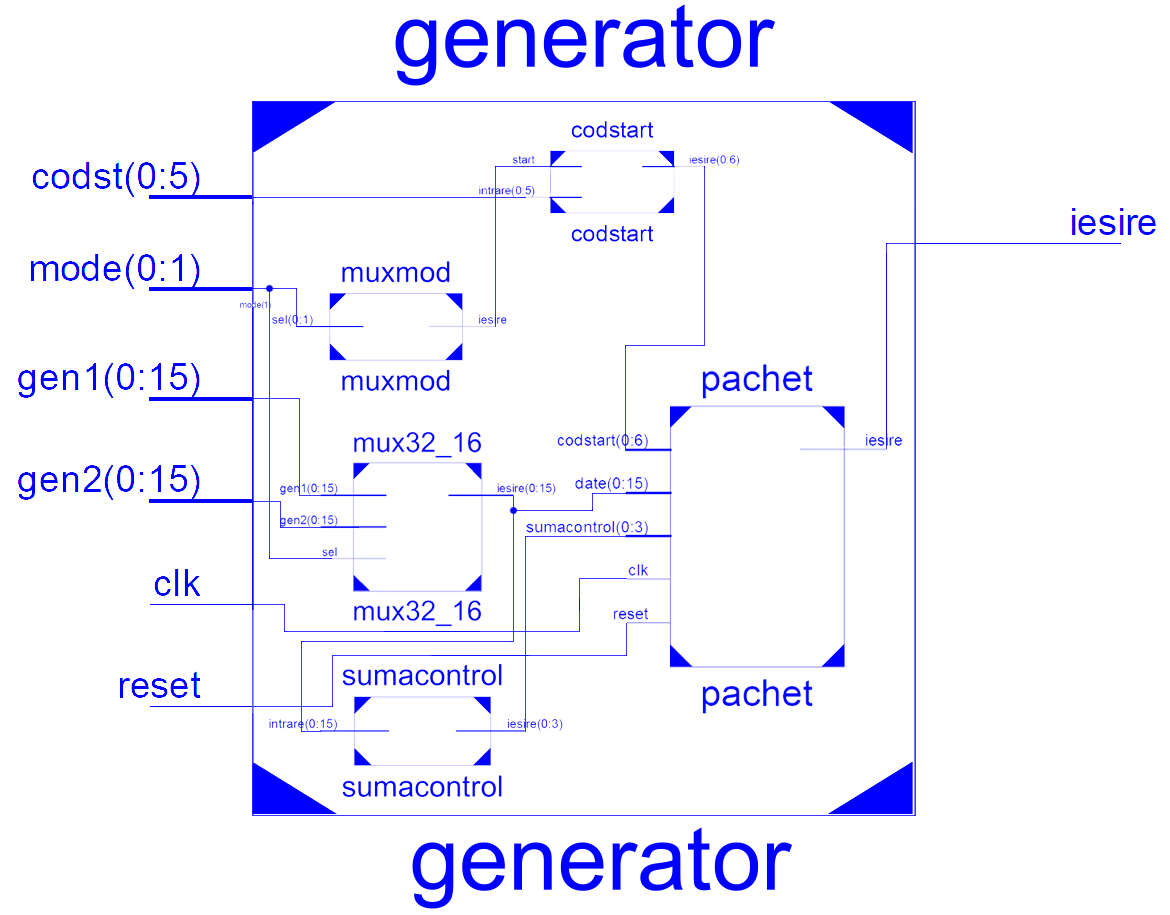 generator
codstart
start
iesire(0:6)
codst(0:5)
intrare(0:5)
iesire
codstart
mode(0:1)
muxmod
mode(1)
sel(0:1)
iesire
muxmod
gen1(0:15)
pachet
mux32_16
codstart(0:6)
iesire
gen2(0:15)
gen1(0:15)
iesire(0:15)
date(0:15)
gen2(0:15)
sumacontrol(0:3)
sel
clk
clk
mux32_16
reset
reset
sumacontrol
pachet
intrare(0:15)
iesire(0:3)
sumacontrol
generator